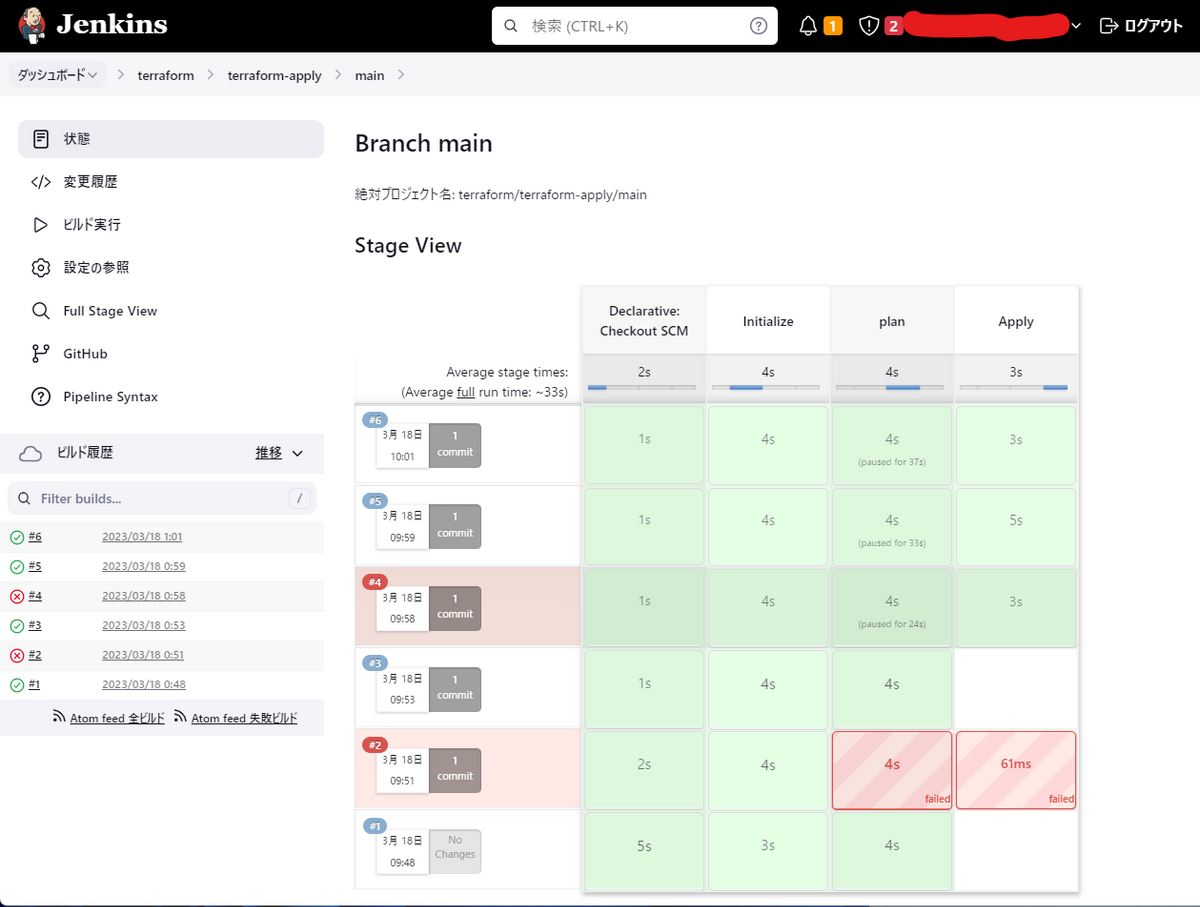 Jenkins
検索 (CTRL+K)
1
2
ログアウト
ダッシュボード
terraform
terraform-apply
main
状態
変更履歴
ビルド実行
設定の参照
Full Stage View
GitHub
Pipeline Syntax
ビルド履歴
推移
Filter builds...
/
#6 2023/03/18 1:01
#5 2023/03/18 0:59
#4 2023/03/18 0:58
#3 2023/03/18 0:53
#2 2023/03/18 0:51
#1 2023/03/18 0:48
Atom feed 全ビルド Atom feed 失敗ビルド
Branch main
絶対プロジェクト名: terraform/terraform-apply/main
Stage View
Declarative:
Checkout SCM
Initialize
plan
Apply
Average stage times:
(Average full run time: ~33s)
2s
4s
4s
3s
#6
3月 18日
10:01
1
commit
1s
4s
4s
(paused for 37s)
3s
#5
3月 18日
09:59
1
commit
1s
4s
4s
(paused for 33s)
5s
#4
3月 18日
09:58
1
commit
1s
4s
4s
(paused for 24s)
3s
#3
3月 18日
09:53
1
commit
1s
4s
4s
#2
3月 18日
09:51
1
commit
2s
4s
4s
failed
61ms
failed
#1
3月 18日
09:48
No
Changes
5s
3s
4s